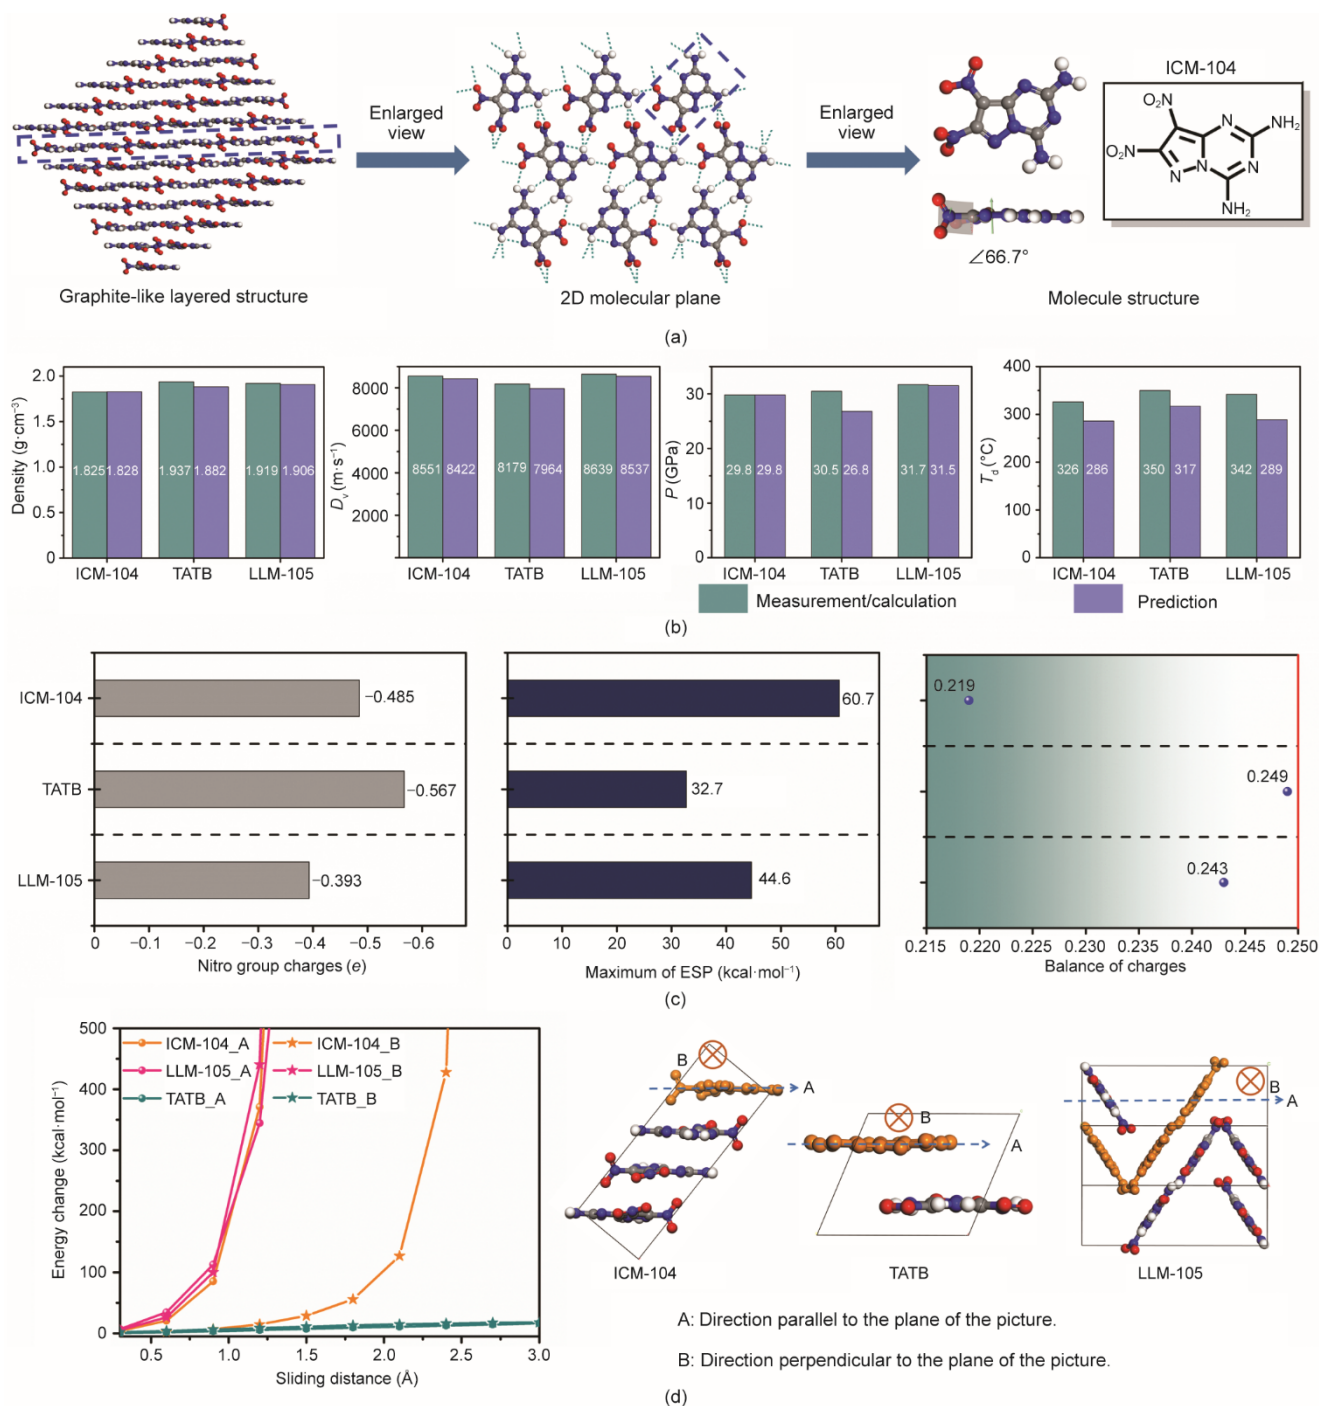 ICM-104
O₂N
NH₂
O₂N
N
N
N
N
N
NH₂
Enlarged view
Enlarged view
∠66.7°
Graphite-like layered structure
2D molecular plane
Molecule structure
(a)
Density (g·cm⁻³)
2.0
1.5
1.0
0.5
0
1.825 1.828 1.937 1.882 1.919 1.906
ICM-104 TATB LLM-105
Dᵥ (m·s⁻¹)
8000
6000
4000
2000
8551 8422 8179 7964 8639 8537
ICM-104 TATB LLM-105
P (GPa)
30
20
10
0
29.8 29.8 30.5 26.8 31.7 31.5
ICM-104 TATB LLM-105
T_d (°C)
400
300
200
100
0
326 286 350 317 342 289
ICM-104 TATB LLM-105
Measurement/calculation
Prediction
(b)
ICM-104
TATB
LLM-105
−0.485
−0.567
−0.393
0 −0.1 −0.2 −0.3 −0.4 −0.5 −0.6
Nitro group charges (e)
60.7
32.7
44.6
0 10 20 30 40 50 60
Maximum of ESP (kcal·mol⁻¹)
0.219
0.249
0.243
0.215 0.220 0.225 0.230 0.235 0.240 0.245 0.250
Balance of charges
(c)
Energy change (kcal·mol⁻¹)
500
400
300
200
100
0
ICM-104_A ICM-104_B
LLM-105_A LLM-105_B
TATB_A TATB_B
0.5 1.0 1.5 2.0 2.5 3.0
Sliding distance (Å)
B
A
ICM-104
B
A
TATB
B
A
LLM-105
A: Direction parallel to the plane of the picture.
B: Direction perpendicular to the plane of the picture.
(d)